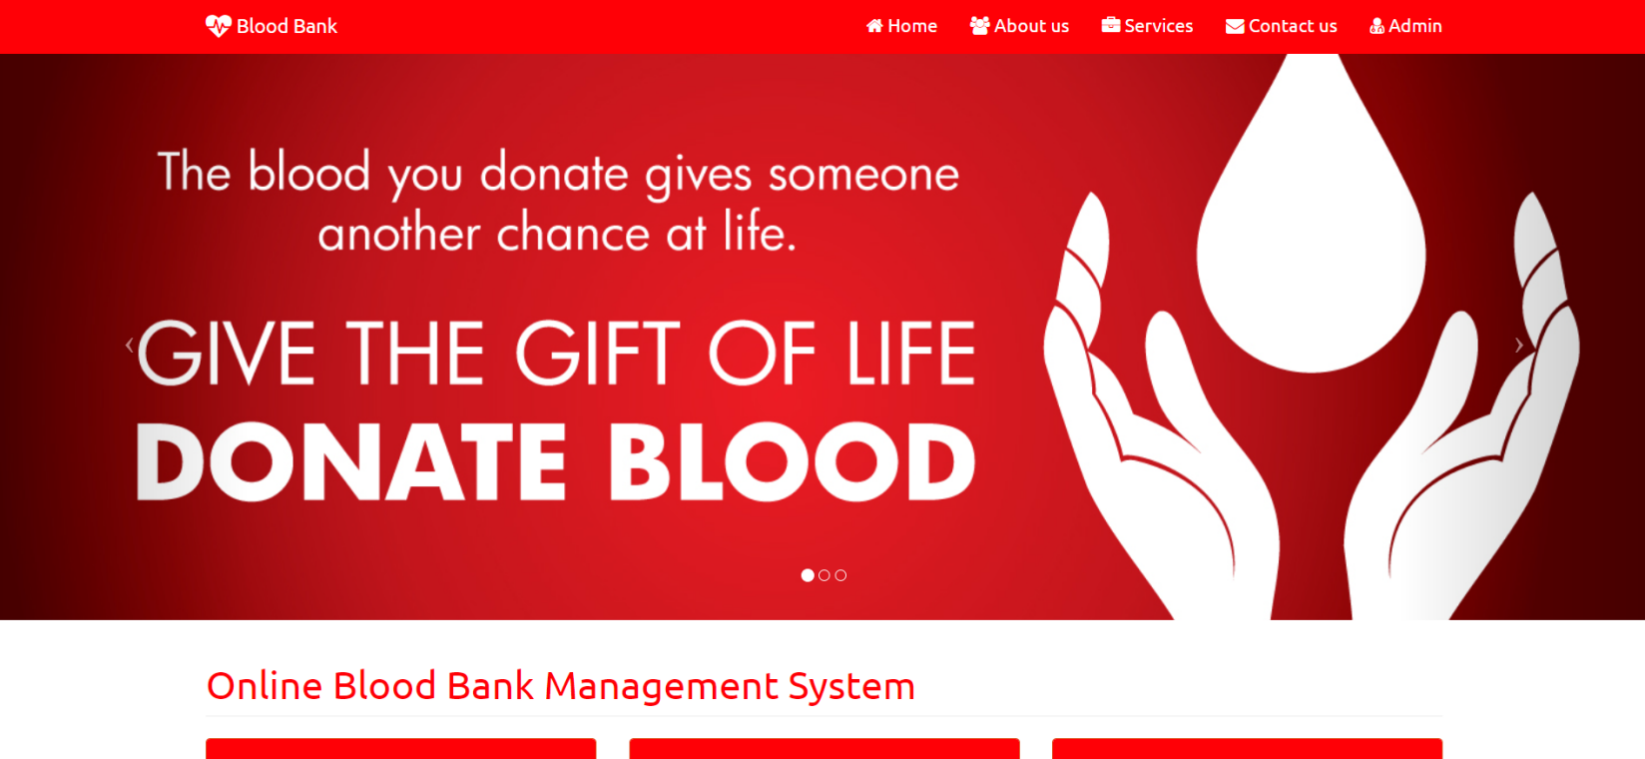 Blood Bank
Home About us Services Contact us Admin
The blood you donate gives someone
another chance at life.
GIVE THE GIFT OF LIFE
DONATE BLOOD
Online Blood Bank Management System